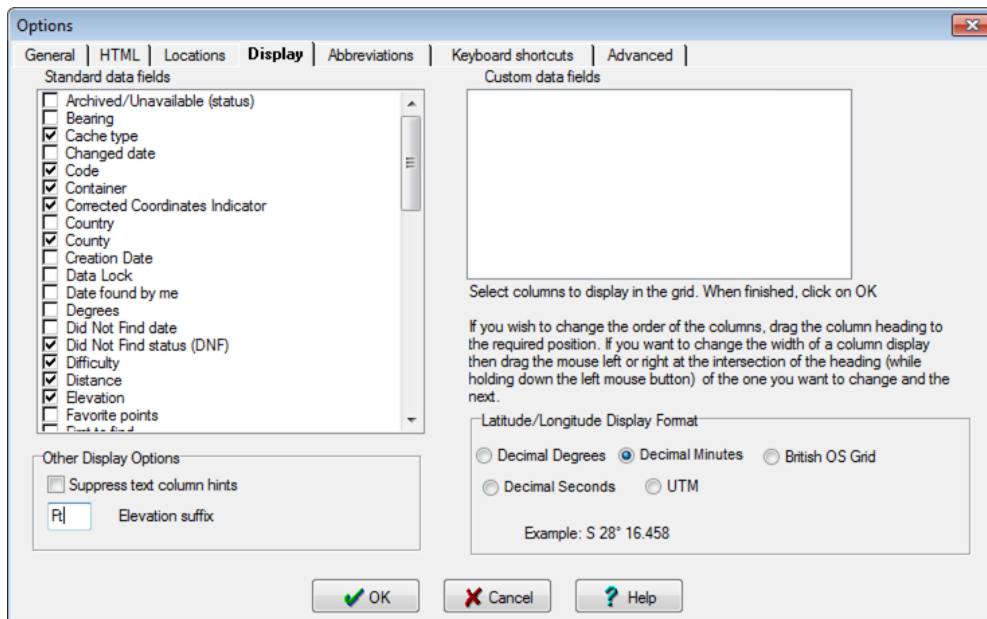 Options
General HTML Locations Display Abbreviations Keyboard shortcuts Advanced
Standard data fields
Archived/Unavailable (status)
Bearing
Cache type
Changed date
Code
Container
Corrected Coordinates Indicator
Country
County
Creation Date
Data Lock
Date found by me
Degrees
Did Not Find date
Did Not Find status (DNF)
Difficulty
Distance
Elevation
Favorite points
First to find
Other Display Options
Suppress text column hints
Ft Elevation suffix
Custom data fields
Select columns to display in the grid. When finished, click on OK
If you wish to change the order of the columns, drag the column heading to
the required position. If you want to change the width of a column display
then drag the mouse left or right at the intersection of the heading (while
holding down the left mouse button) of the one you want to change and the
next.
Latitude/Longitude Display Format
Decimal Degrees Decimal Minutes British OS Grid
Decimal Seconds UTM
Example: S 28° 16.458
OK Cancel ? Help